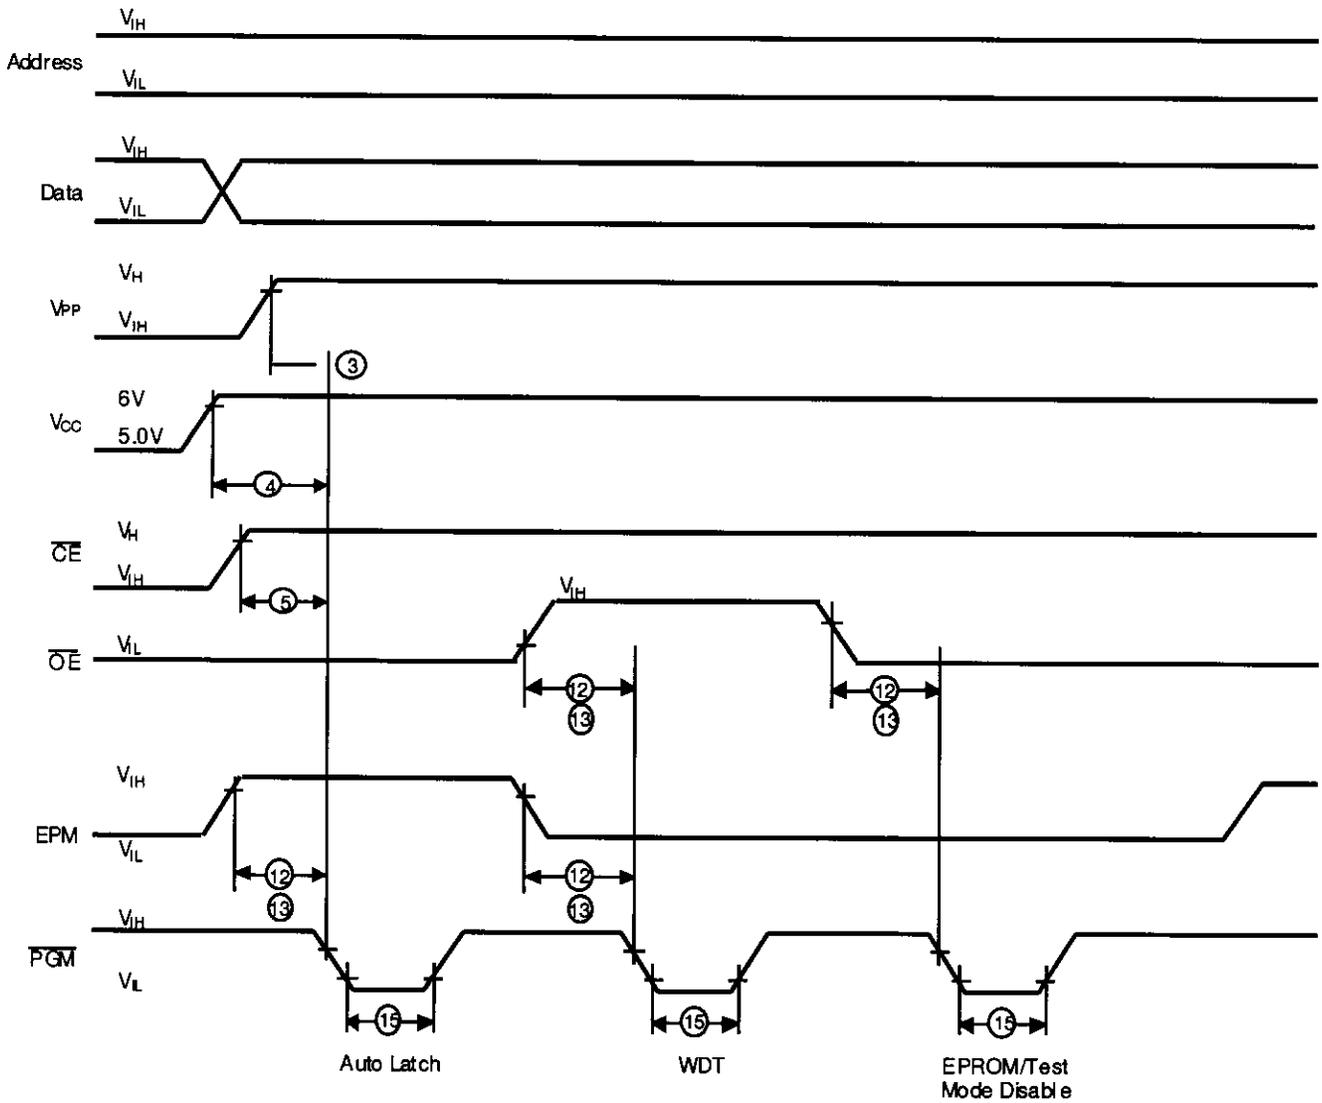 VIH
Address
VIL
VIH
Data
VIL
VH
VPP
VIH
3
6V
VCC
5.0V
4
VH
CE
VIH
5
VIH
VIL
OE
12
12
13
13
VIH
EPM
VIL
12
12
13
13
VIH
PGM
VIL
15
15
15
Auto Latch
WDT
EPROM/Test
Mode Disable